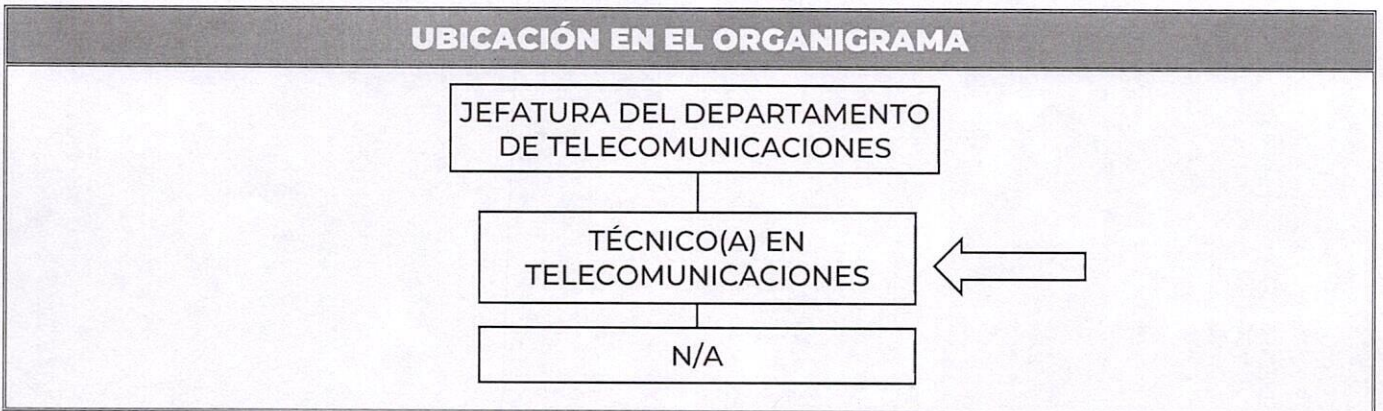 UBICACIÓN EN EL ORGANIGRAMA
JEFATURA DEL DEPARTAMENTO
DE TELECOMUNICACIONES
TÉCNICO(A) EN
TELECOMUNICACIONES
N/A